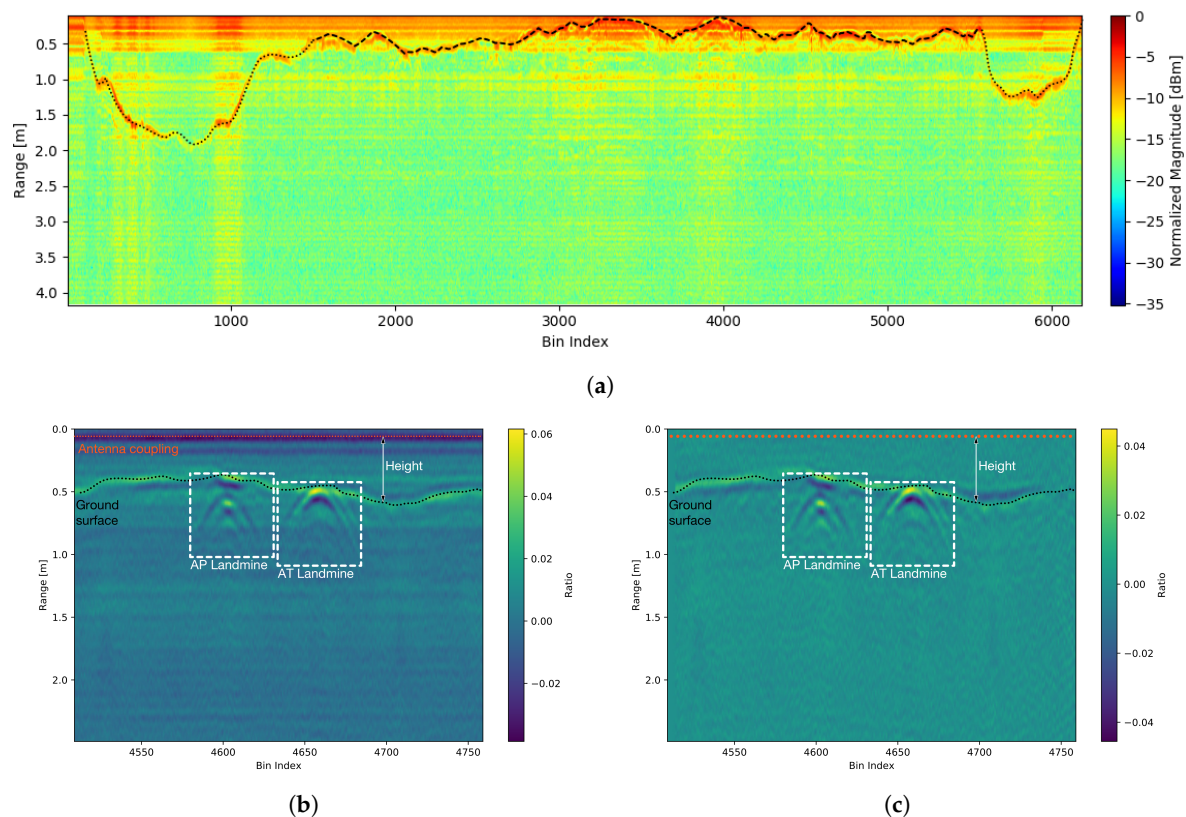 0.5
1.0
1.5
2.0
2.5
3.0
3.5
4.0
Range [m]
1000
2000
3000
4000
5000
6000
Bin Index
0
−5
−10
−15
−20
−25
−30
−35
Normalized Magnitude [dBm]
(a)
0.0
0.5
1.0
1.5
2.0
Range [m]
Antenna coupling
Height
Ground
surface
AP Landmine
AT Landmine
4550
4600
4650
4700
4750
Bin Index
0.06
0.04
0.02
0.00
−0.02
Ratio
(b)
0.0
0.5
1.0
1.5
2.0
Range [m]
Height
Ground
surface
AP Landmine
AT Landmine
4550
4600
4650
4700
4750
Bin Index
0.04
0.02
0.00
−0.02
−0.04
Ratio
(c)